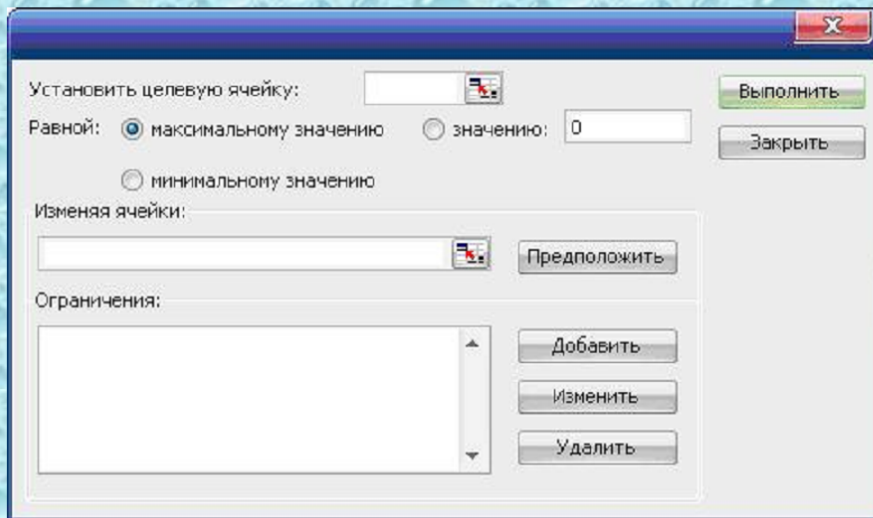 Установить целевую ячейку:
Выполнить
Равной: максимальному значению значению: 0
Закрыть
минимальному значению
Изменяя ячейки:
Предположить
Ограничения:
Добавить
Изменить
Удалить